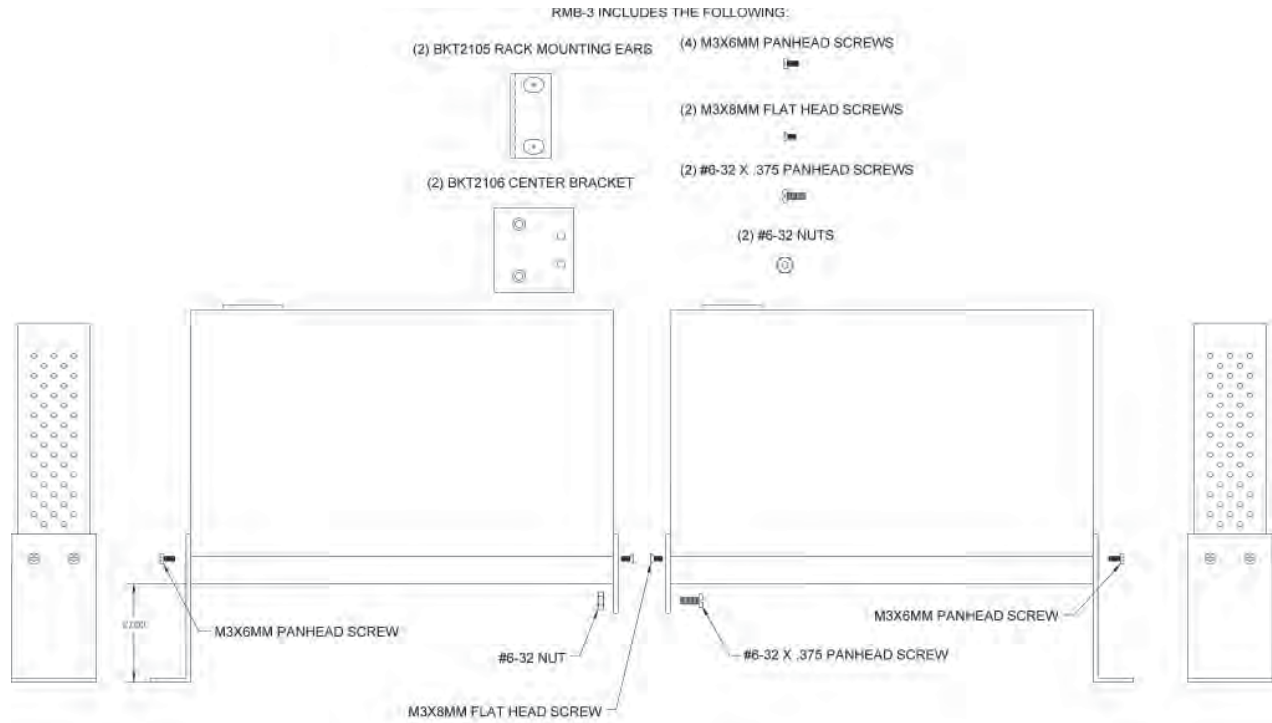 RMB-3 INCLUDES THE FOLLOWING:
(2) BKT2105 RACK MOUNTING EARS
(4) M3X6MM PANHEAD SCREWS
(2) M3X8MM FLAT HEAD SCREWS
(2) BKT2106 CENTER BRACKET
(2) #6-32 X .375 PANHEAD SCREWS
(2) #6-32 NUTS
M3X6MM PANHEAD SCREW
M3X6MM PANHEAD SCREW
#6-32 NUT
#6-32 X .375 PANHEAD SCREW
M3X8MM FLAT HEAD SCREW